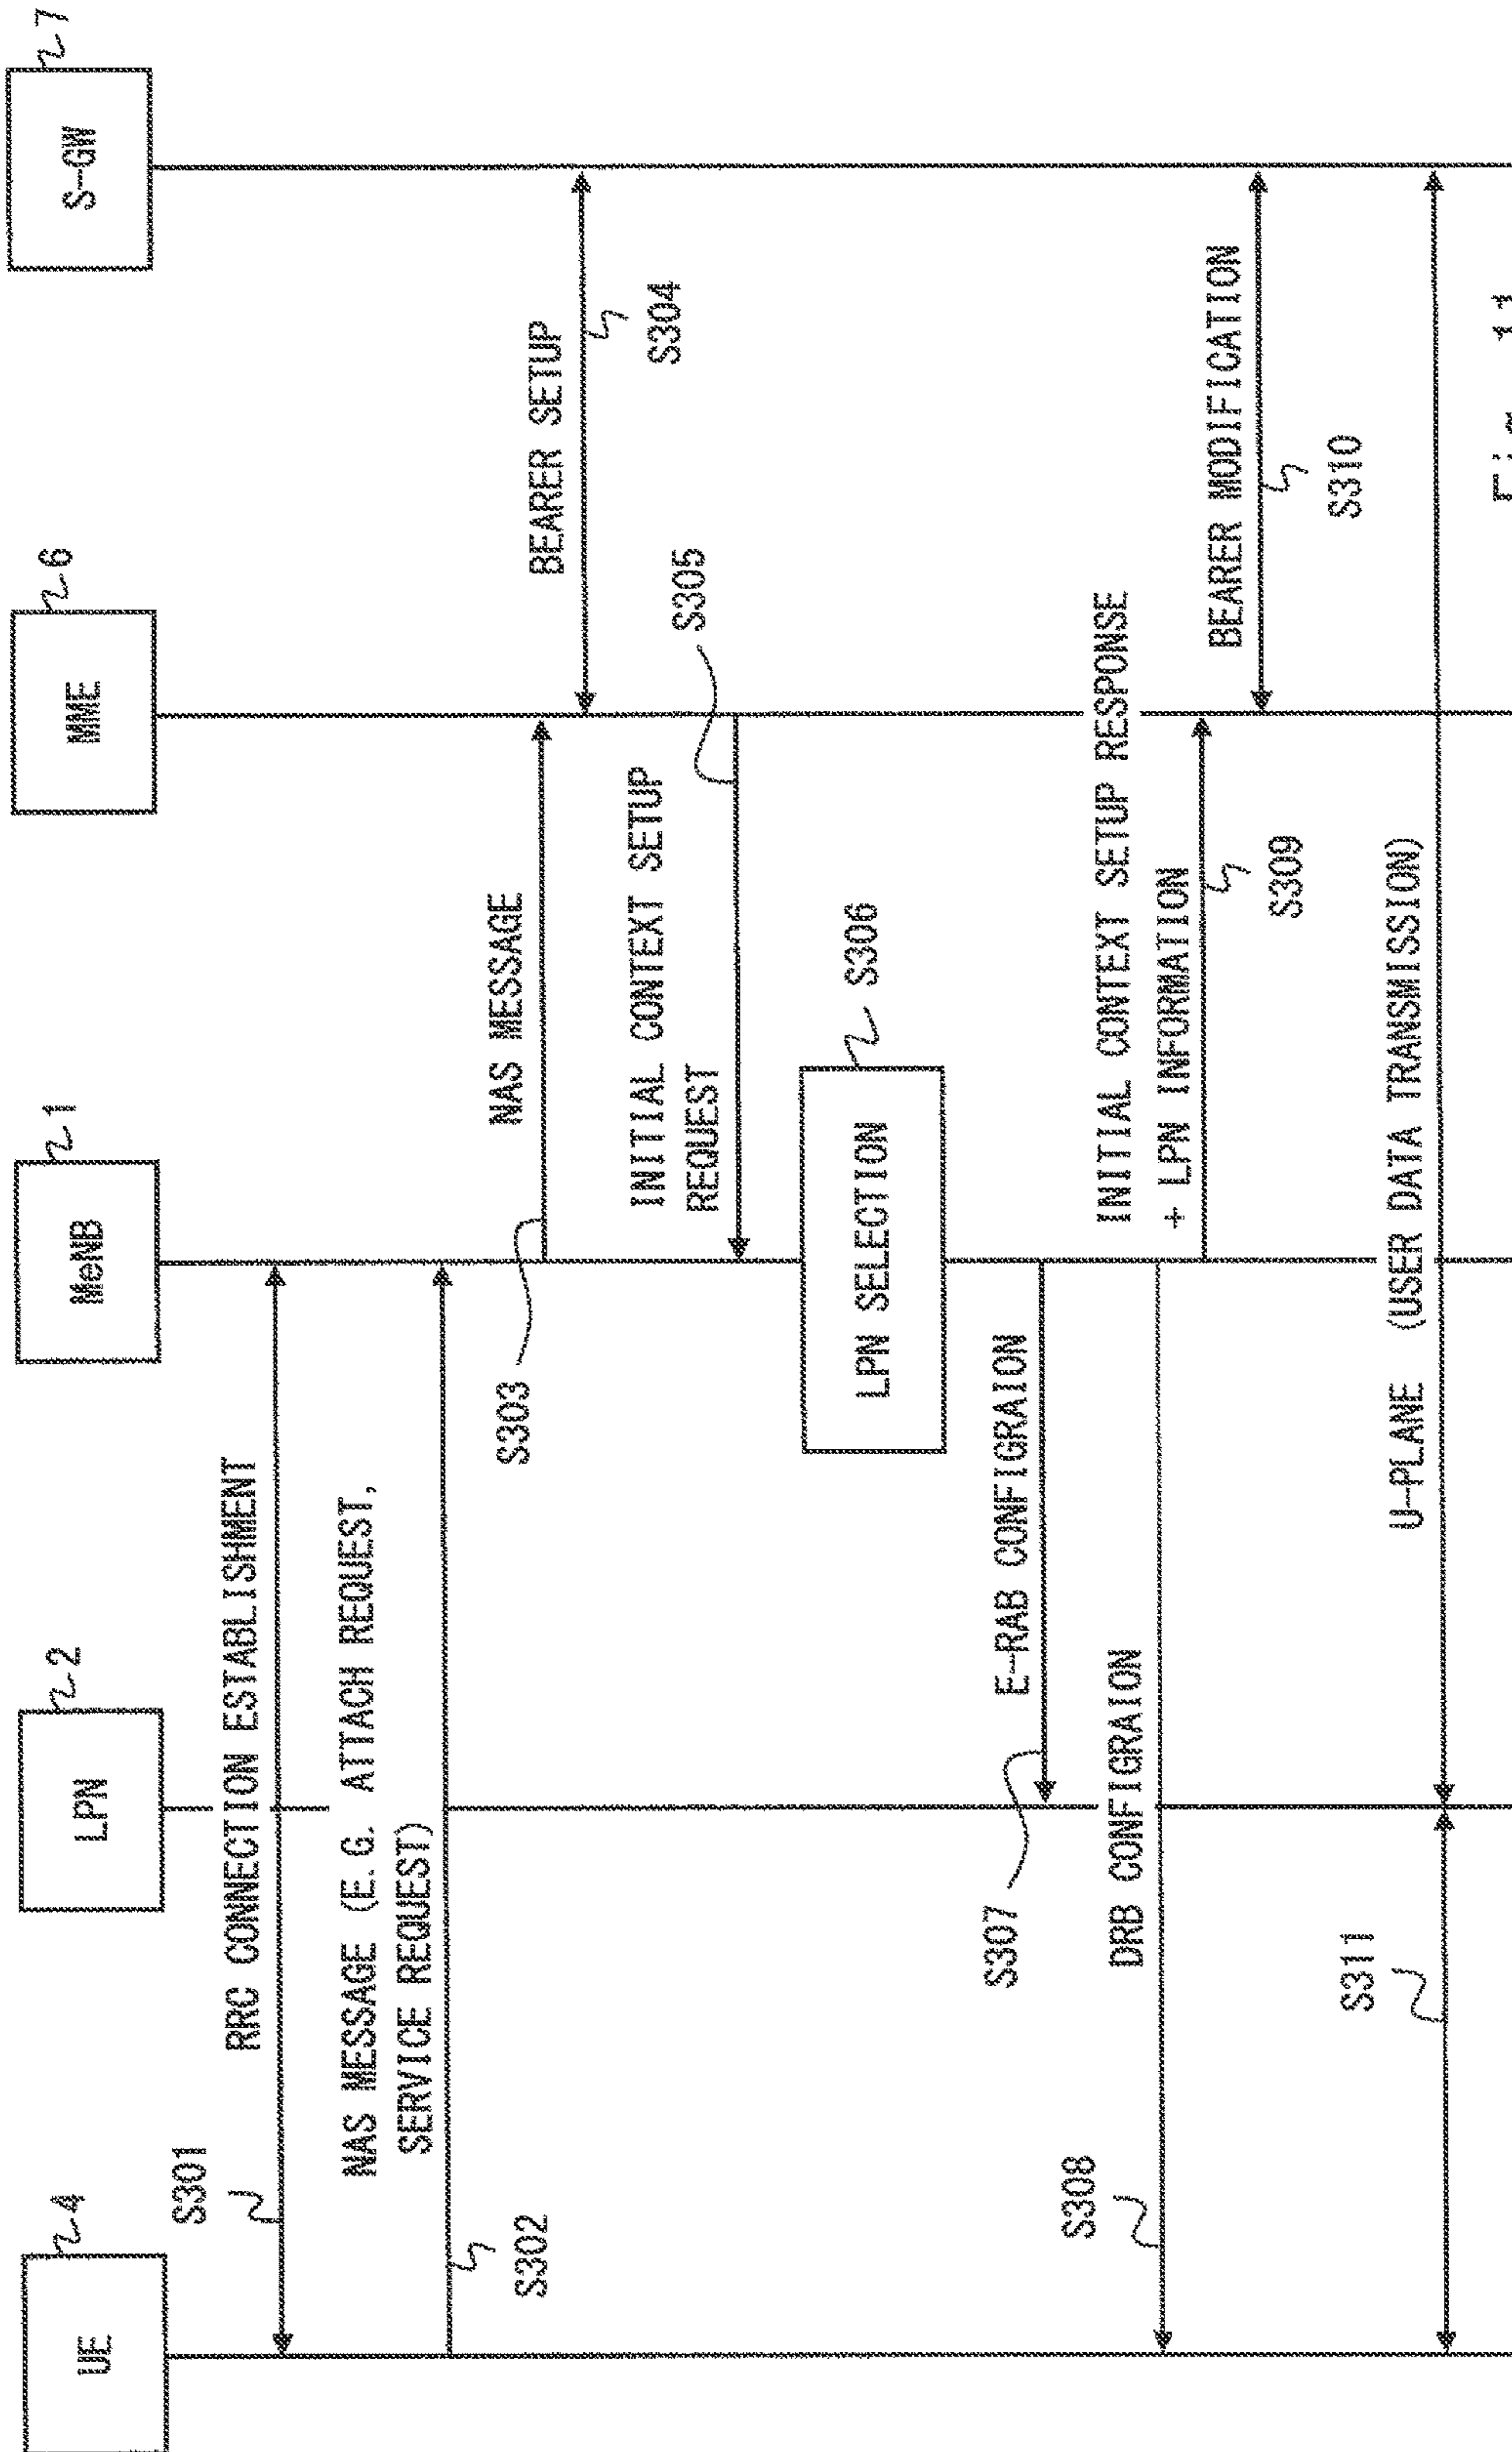 UE
4
LPN
2
MeNB
1
MME
6
S-GW
7
S301
RRC CONNECTION ESTABLISHMENT
NAS MESSAGE (E.G. ATTACH REQUEST,
SERVICE REQUEST)
S302
S303
NAS MESSAGE
BEARER SETUP
S304
INITIAL CONTEXT SETUP
REQUEST
S305
LPN SELECTION
S306
E-RAB CONFIGRAION
S307
DRB CONFIGRAION
S308
INITIAL CONTEXT SETUP RESPONSE
+ LPN INFORMATION
S309
BEARER MODIFICATION
S310
U-PLANE (USER DATA TRANSMISSION)
S311